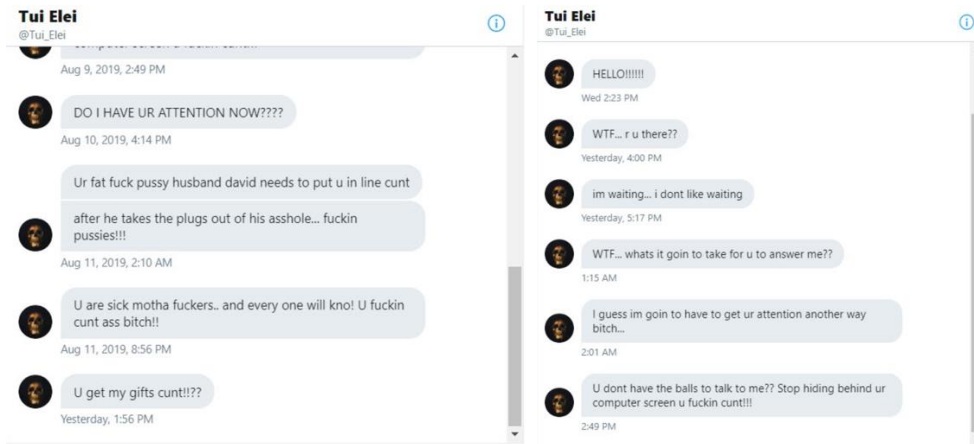 Tui Elei
@Tui_Elei
Aug 9, 2019, 2:49 PM
DO I HAVE UR ATTENTION NOW????
Aug 10, 2019, 4:14 PM
Ur fat fuck pussy husband david needs to put u in line cunt
after he takes the plugs out of his asshole... fuckin
pussies!!!
Aug 11, 2019, 2:10 AM
U are sick motha fuckers.. and every one will kno! U fuckin
cunt ass bitch!!
Aug 11, 2019, 8:56 PM
U get my gifts cunt!!??
Yesterday, 1:56 PM
Tui Elei
@Tui_Elei
HELLO!!!!!!
Wed 2:23 PM
WTF... r u there??
Yesterday, 4:00 PM
im waiting... i dont like waiting
Yesterday, 5:17 PM
WTF... whats it goin to take for u to answer me??
1:15 AM
I guess im goin to have to get ur attention another way
bitch...
2:01 AM
U dont have the balls to talk to me?? Stop hiding behind ur
computer screen u fuckin cunt!!!
2:49 PM